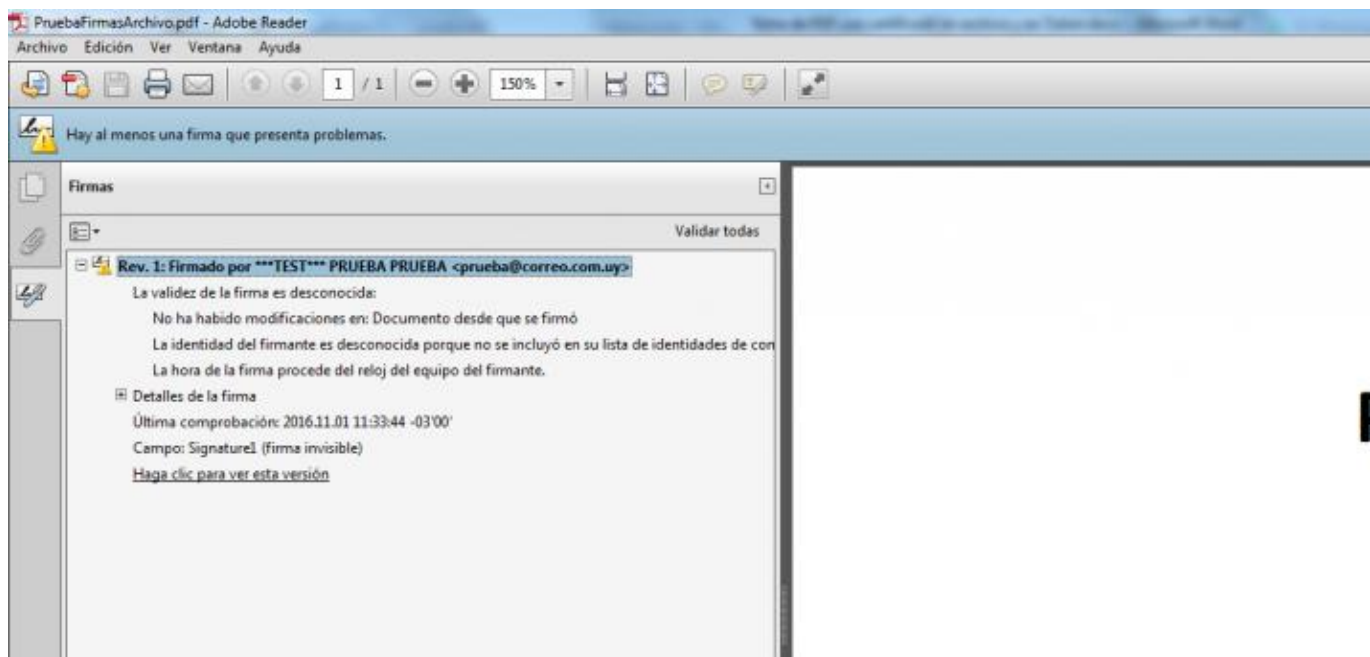 PruebaFirmasArchivo.pdf - Adobe Reader
Archivo Edición Ver Ventana Ayuda
1 / 1 150%
Hay al menos una firma que presenta problemas.
Firmas
Validar todas
Rev. 1: Firmado por ***TEST*** PRUEBA PRUEBA <prueba@correo.com.uy>
La validez de la firma es desconocida:
No ha habido modificaciones en: Documento desde que se firmó
La identidad del firmante es desconocida porque no se incluyó en su lista de identidades de con
La hora de la firma procede del reloj del equipo del firmante.
Detalles de la firma
Última comprobación: 2016.11.01 11:33:44 -03'00'
Campo: Signature1 (firma invisible)
Haga clic para ver esta versión